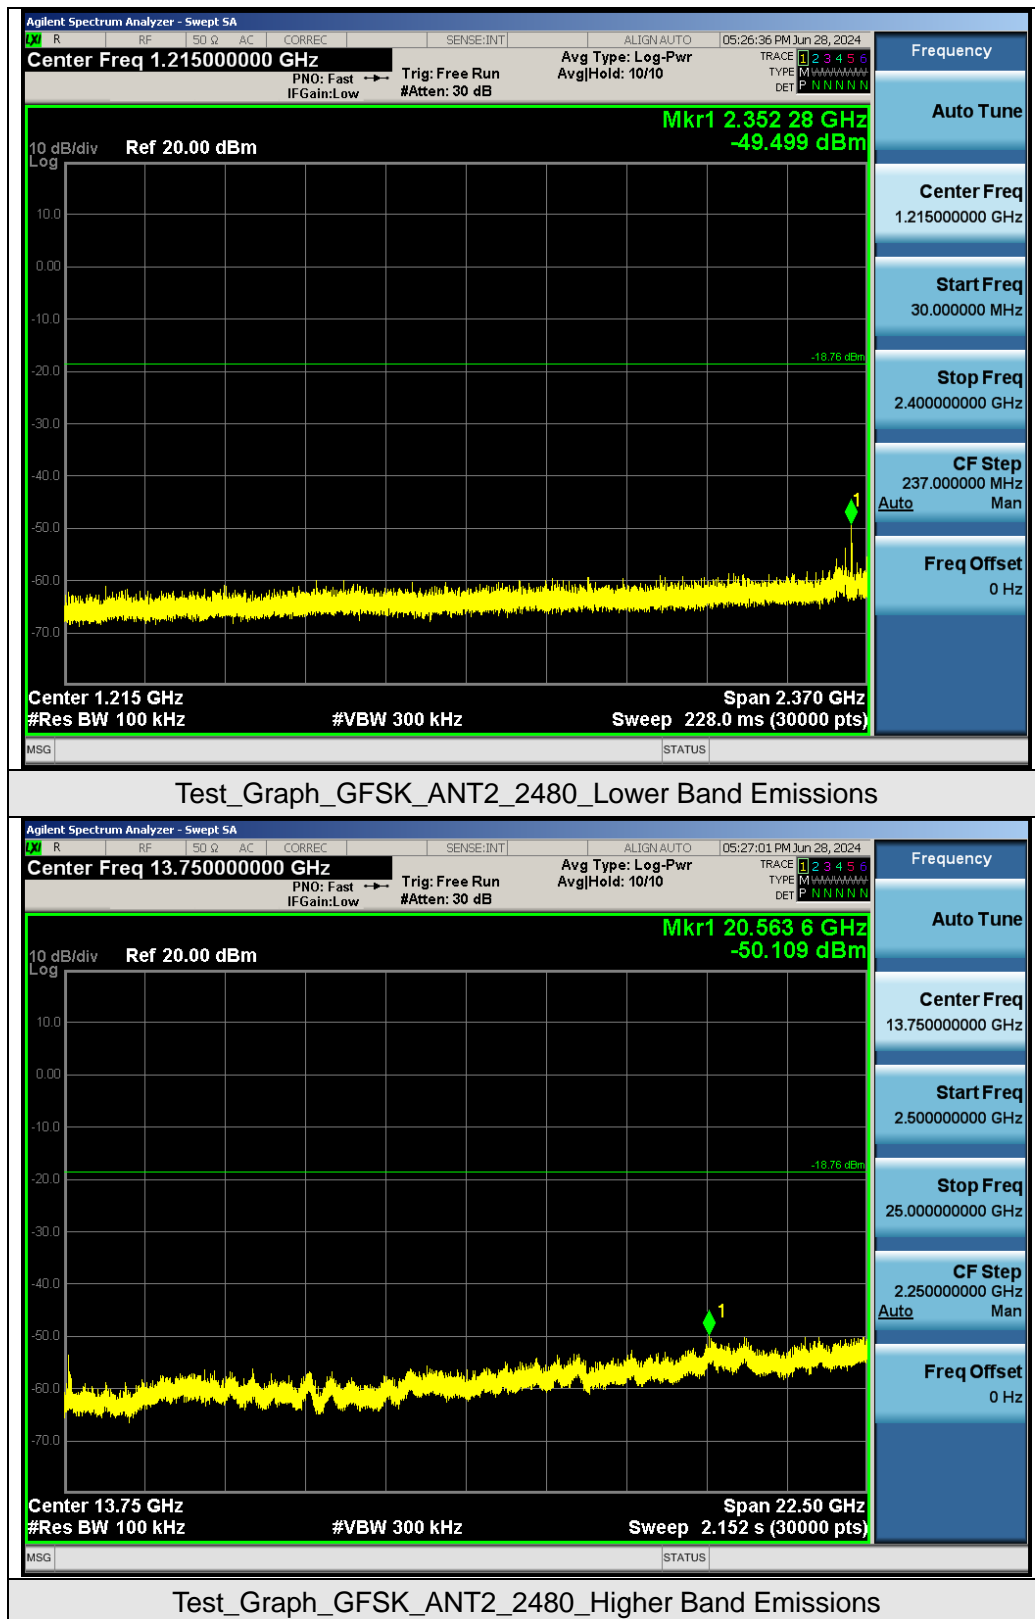 Agilent Spectrum Analyzer - Swept SA
LXI R RF 50 Ω AC CORREC SENSE:INT ALIGN AUTO 05:26:36 PM Jun 28, 2024
Center Freq 1.215000000 GHz
PNO: Fast
IFGain:Low
Trig: Free Run
#Atten: 30 dB
Avg Type: Log-Pwr
Avg|Hold: 10/10
TRACE 1 2 3 4 5 6
TYPE M
DET P N N N N N
Mkr1 2.352 28 GHz
-49.499 dBm
10 dB/div Ref 20.00 dBm
Log
10.0
0.00
-10.0
-18.76 dBm
-20.0
-30.0
-40.0
1
-50.0
-60.0
-70.0
Center 1.215 GHz Span 2.370 GHz
#Res BW 100 kHz #VBW 300 kHz Sweep 228.0 ms (30000 pts)
MSG STATUS
Frequency
Auto Tune
Center Freq
1.215000000 GHz
Start Freq
30.000000 MHz
Stop Freq
2.400000000 GHz
CF Step
237.000000 MHz
Auto Man
Freq Offset
0 Hz
Test_Graph_GFSK_ANT2_2480_Lower Band Emissions
Agilent Spectrum Analyzer - Swept SA
LXI R RF 50 Ω AC CORREC SENSE:INT ALIGN AUTO 05:27:01 PM Jun 28, 2024
Center Freq 13.750000000 GHz
PNO: Fast
IFGain:Low
Trig: Free Run
#Atten: 30 dB
Avg Type: Log-Pwr
Avg|Hold: 10/10
TRACE 1 2 3 4 5 6
TYPE M
DET P N N N N N
Mkr1 20.563 6 GHz
-50.109 dBm
10 dB/div Ref 20.00 dBm
Log
10.0
0.00
-10.0
-18.76 dBm
-20.0
-30.0
-40.0
1
-50.0
-60.0
-70.0
Center 13.75 GHz Span 22.50 GHz
#Res BW 100 kHz #VBW 300 kHz Sweep 2.152 s (30000 pts)
MSG STATUS
Frequency
Auto Tune
Center Freq
13.750000000 GHz
Start Freq
2.500000000 GHz
Stop Freq
25.000000000 GHz
CF Step
2.250000000 GHz
Auto Man
Freq Offset
0 Hz
Test_Graph_GFSK_ANT2_2480_Higher Band Emissions